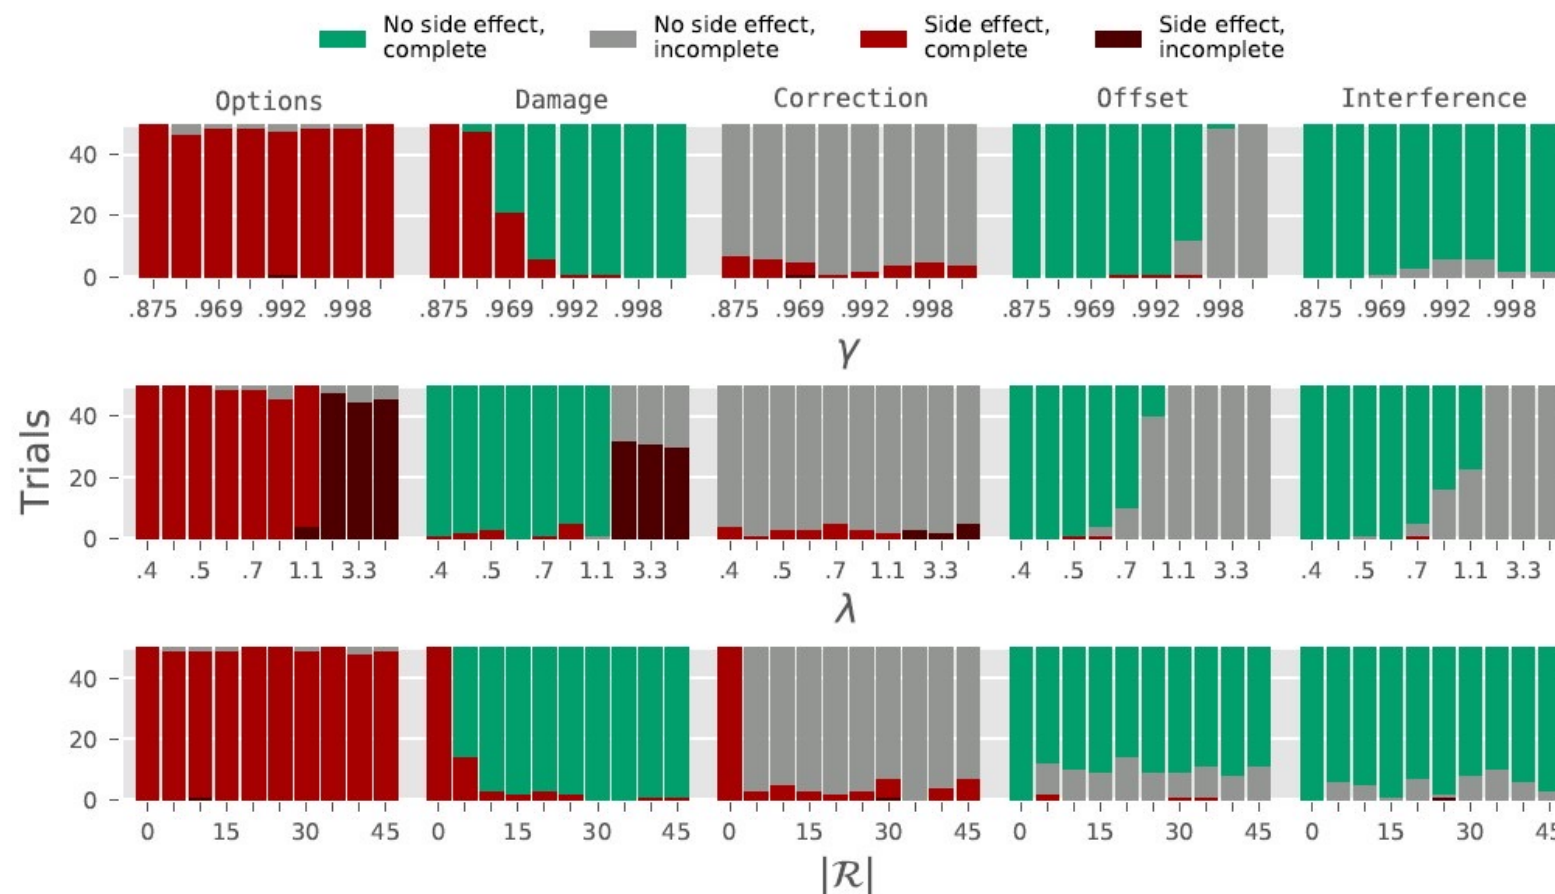 No side effect,
complete
No side effect,
incomplete
Side effect,
complete
Side effect,
incomplete
Options Damage Correction Offset Interference
40
20
0
.875 .969 .992 .998 .875 .969 .992 .998 .875 .969 .992 .998 .875 .969 .992 .998 .875 .969 .992 .998
γ
Trials
40
20
0
.4 .5 .7 1.1 3.3 .4 .5 .7 1.1 3.3 .4 .5 .7 1.1 3.3 .4 .5 .7 1.1 3.3 .4 .5 .7 1.1 3.3
λ
40
20
0
0 15 30 45 0 15 30 45 0 15 30 45 0 15 30 45 0 15 30 45
|ℛ|